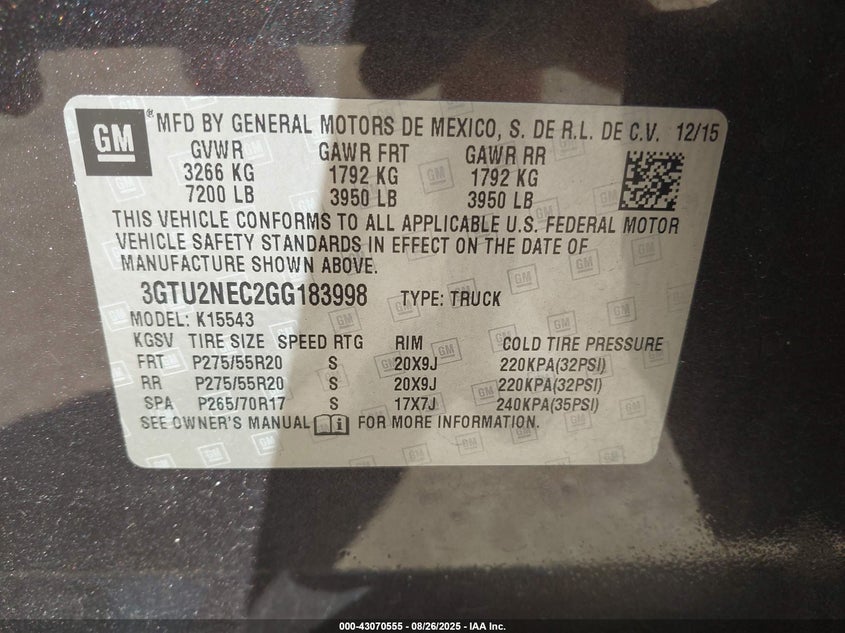 GM ® MFD BY GENERAL MOTORS DE MEXICO, S. DE R.L. DE C.V. 12/15
GVWR GAWR FRT GAWR RR
3266 KG 1792 KG 1792 KG
7200 LB 3950 LB 3950 LB
THIS VEHICLE CONFORMS TO ALL APPLICABLE U.S. FEDERAL MOTOR
VEHICLE SAFETY STANDARDS IN EFFECT ON THE DATE OF
MANUFACTURE SHOWN ABOVE.
3GTU2NEC2GG183998 TYPE: TRUCK
MODEL: K15543
KGSV TIRE SIZE SPEED RTG RIM COLD TIRE PRESSURE
FRT P275/55R20 S 20X9J 220KPA(32PSI)
RR P275/55R20 S 20X9J 220KPA(32PSI)
SPA P265/70R17 S 17X7J 240KPA(35PSI)
SEE OWNER'S MANUAL i FOR MORE INFORMATION.
000-43070555 - 08/26/2025 - IAA Inc.